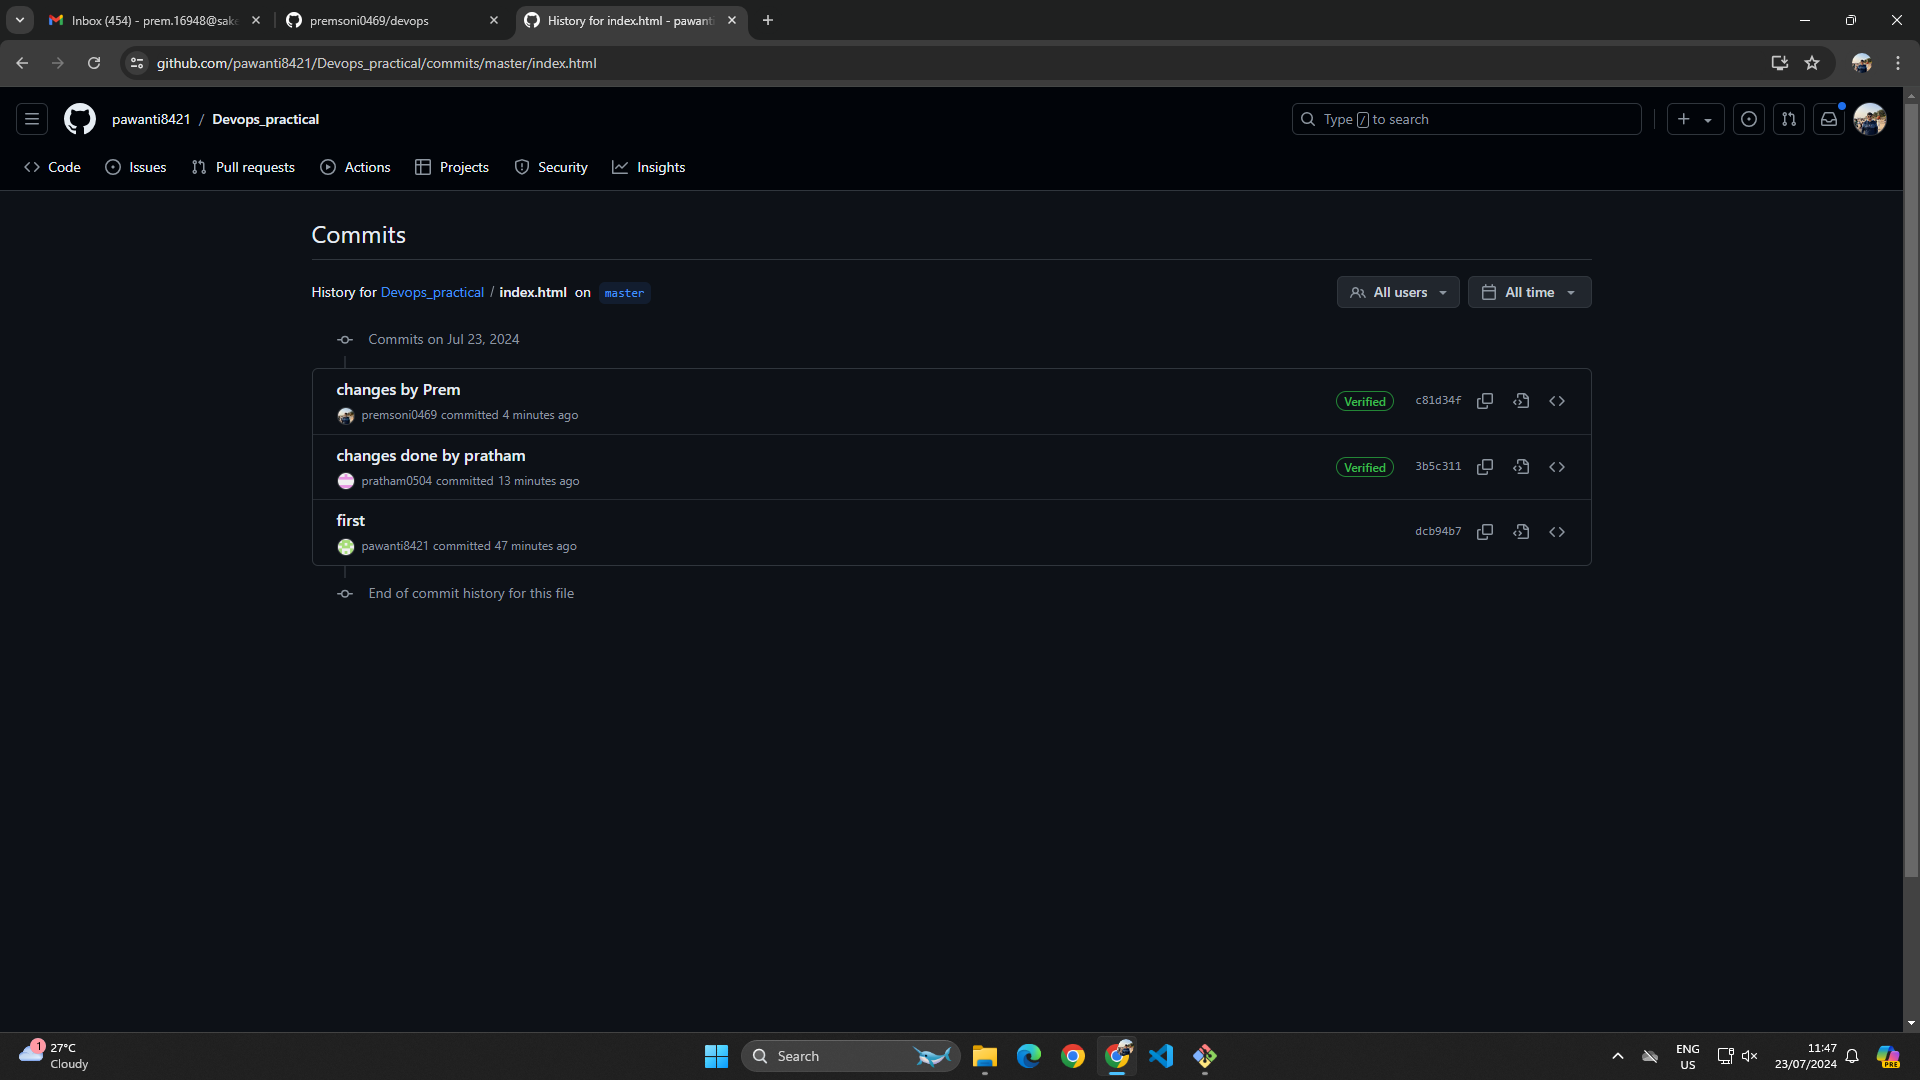 Inbox (454) - prem.16948@sake
premsoni0469/devops
History for index.html - pawanti
github.com/pawanti8421/Devops_practical/commits/master/index.html
pawanti8421 / Devops_practical
Type / to search
Code
Issues
Pull requests
Actions
Projects
Security
Insights
Commits
History for Devops_practical / index.html on master
All users
All time
Commits on Jul 23, 2024
changes by Prem
premsoni0469 committed 4 minutes ago
Verified
c81d34f
changes done by pratham
pratham0504 committed 13 minutes ago
Verified
3b5c311
first
pawanti8421 committed 47 minutes ago
dcb94b7
End of commit history for this file
1
27°C
Cloudy
Search
ENG
US
11:47
23/07/2024
PRE